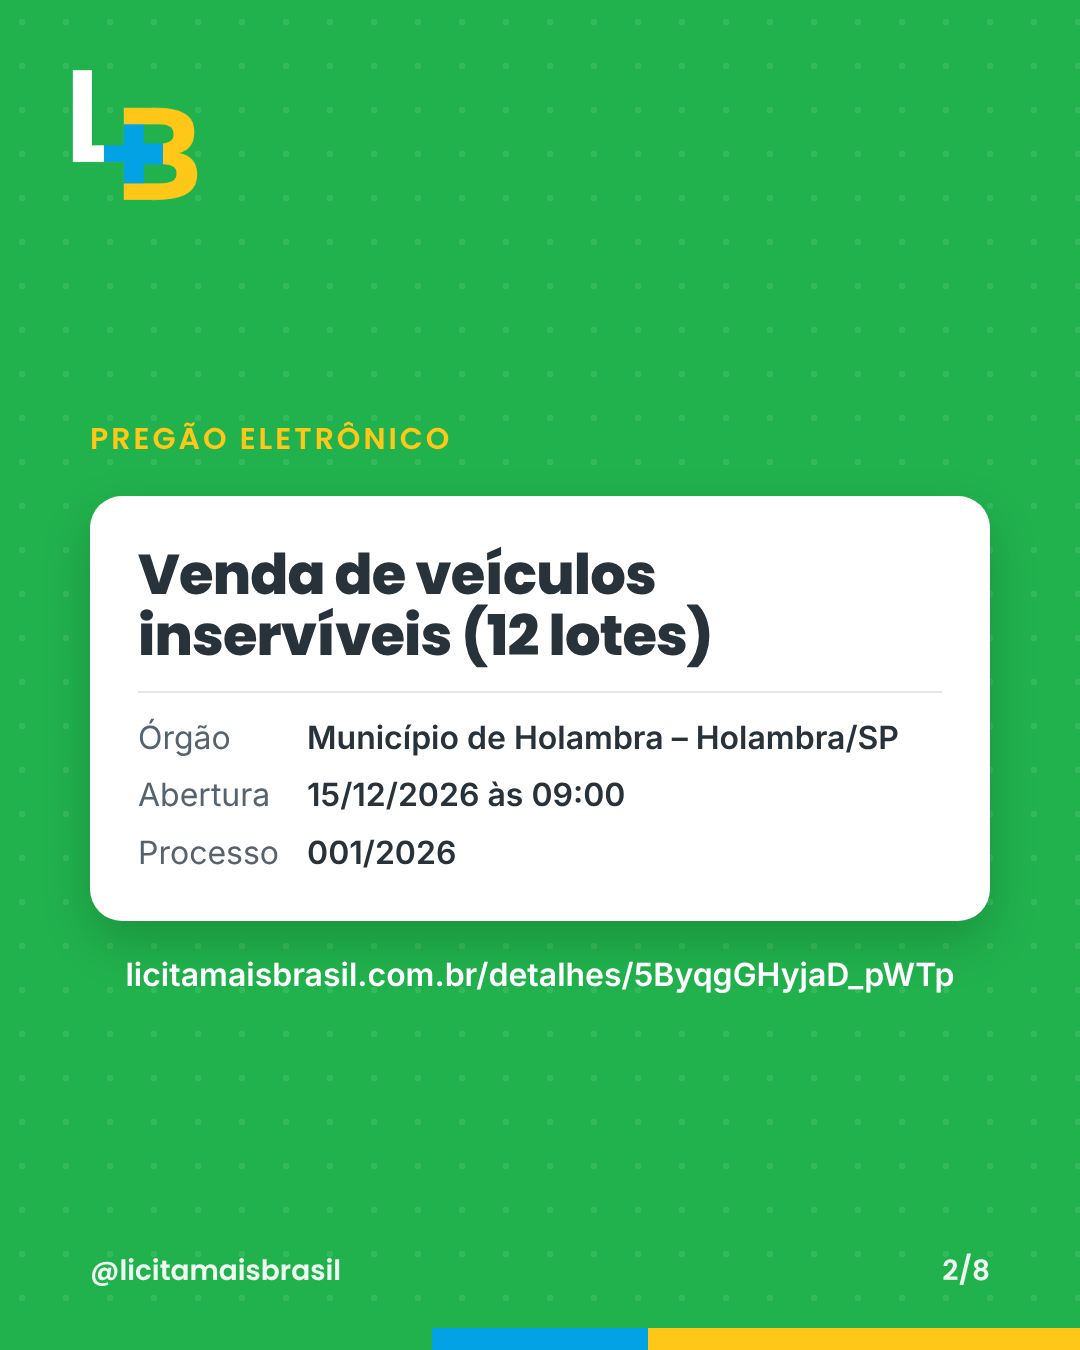 L+B
PREGÃO ELETRÔNICO
Venda de veículos
inservíveis (12 lotes)
Órgão Município de Holambra – Holambra/SP
Abertura 15/12/2026 às 09:00
Processo 001/2026
licitamaisbrasil.com.br/detalhes/5ByqgGHyjaD_pWTp
@licitamaisbrasil 2/8